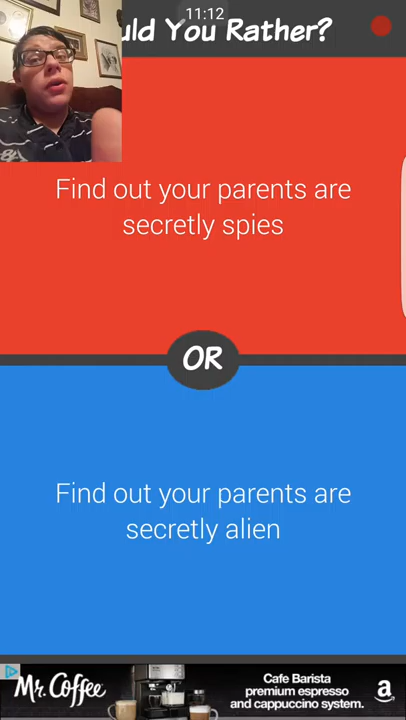 11:12
uld You Rather?
Find out your parents are
secretly spies
OR
Find out your parents are
secretly alien
Mr. Coffee
Cafe Barista
premium espresso
and cappuccino system.
a